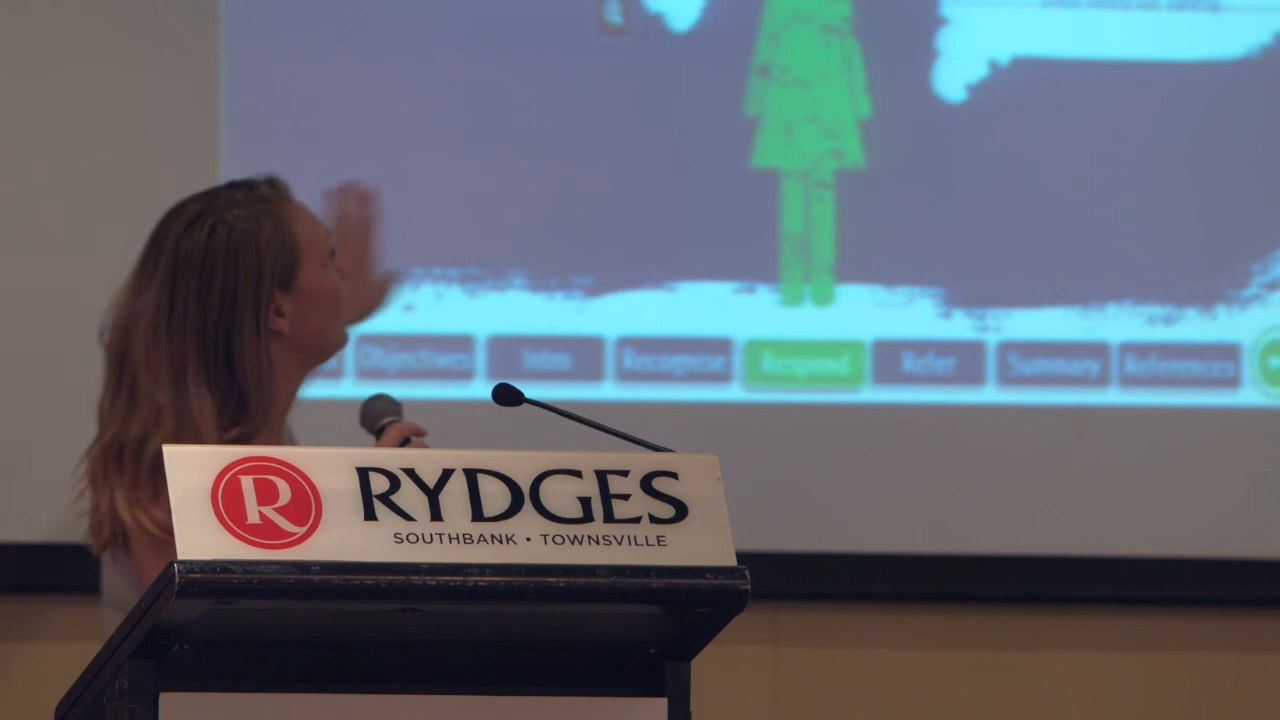 Objectives Intro Recognise Respond Refer Summary References
R RYDGES
SOUTHBANK • TOWNSVILLE